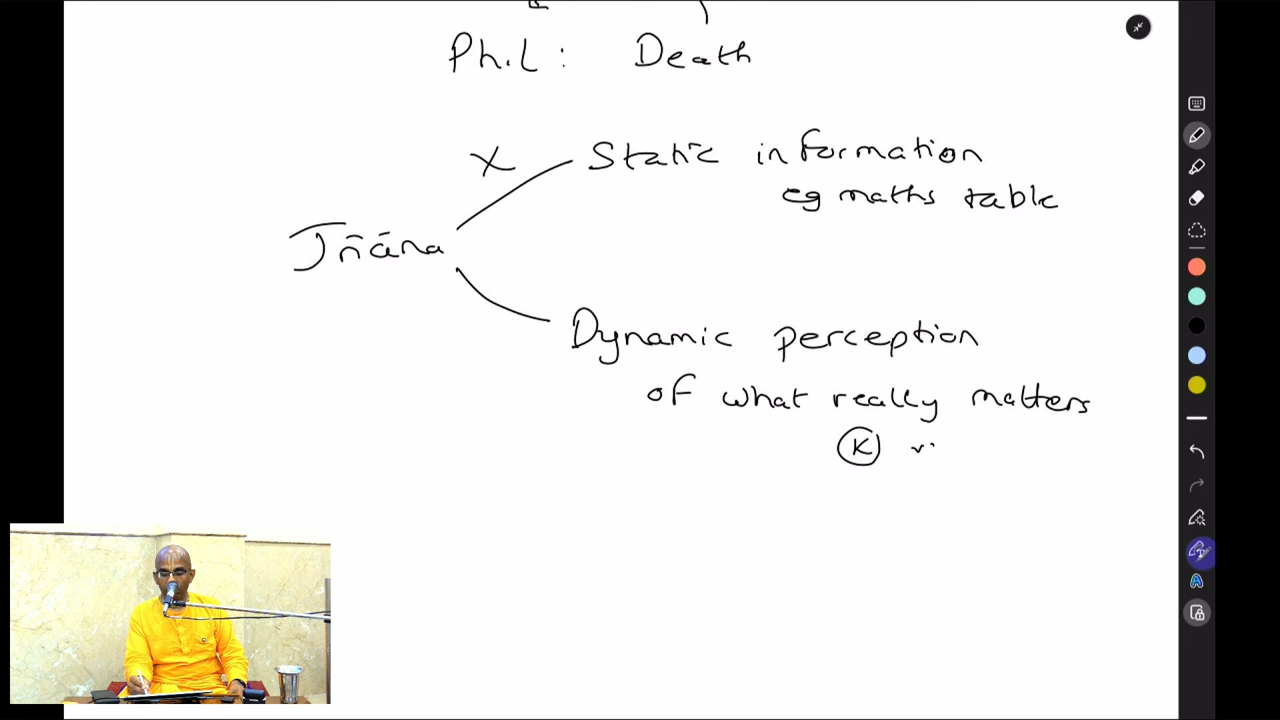 Phil: Death
X Static information
eg maths table
Jñāna
Dynamic perception
of what really matters
K